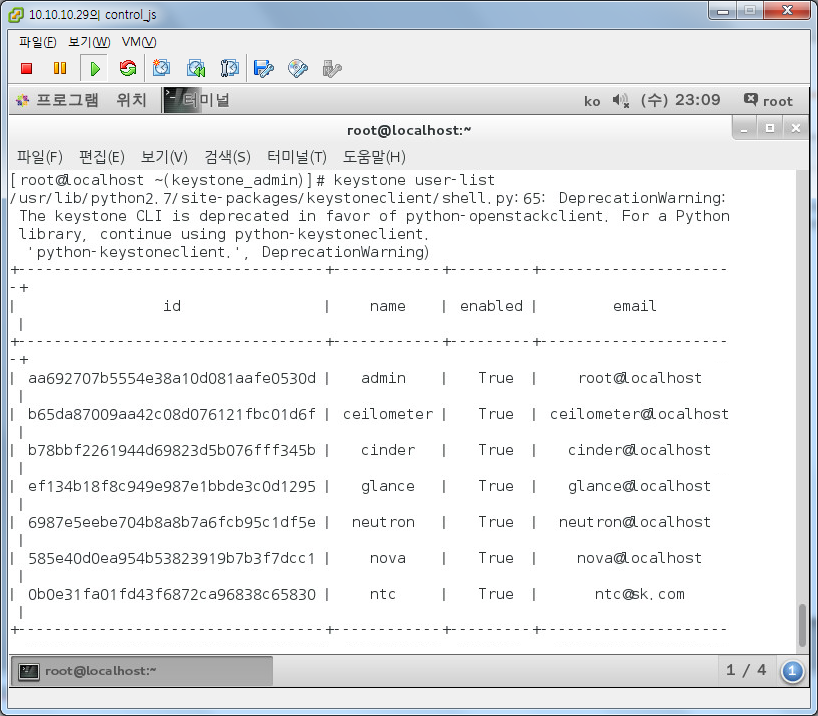 10.10.10.29의 control_js
파일(F) 보기(W) VM(V)
프로그램 위치 터미널 ko (수) 23:09 root
root@localhost:~
파일(F) 편집(E) 보기(V) 검색(S) 터미널(T) 도움말(H)
[root@localhost ~(keystone_admin)]# keystone user-list
/usr/lib/python2.7/site-packages/keystoneclient/shell.py:65: DeprecationWarning:
The keystone CLI is deprecated in favor of python-openstackclient. For a Python
library, continue using python-keystoneclient.
'python-keystoneclient.', DeprecationWarning)
+----------------------------------+------------+---------+---------------------
-+
| id | name | enabled | email
|
+----------------------------------+------------+---------+---------------------
-+
| aa692707b5554e38a10d081aafe0530d | admin | True | root@localhost
|
| b65da87009aa42c08d076121fbc01d6f | ceilometer | True | ceilometer@localhost
|
| b78bbf2261944d69823d5b076fff345b | cinder | True | cinder@localhost
|
| ef134b18f8c949e987e1bbde3c0d1295 | glance | True | glance@localhost
|
| 6987e5eebe704b8a8b7a6fcb95c1df5e | neutron | True | neutron@localhost
|
| 585e40d0ea954b53823919b7b3f7dcc1 | nova | True | nova@localhost
|
| 0b0e31fa01fd43f6872ca96838c65830 | ntc | True | ntc@sk.com
|
+----------------------------------+------------+---------+---------------------
root@localhost:~ 1 / 4 1